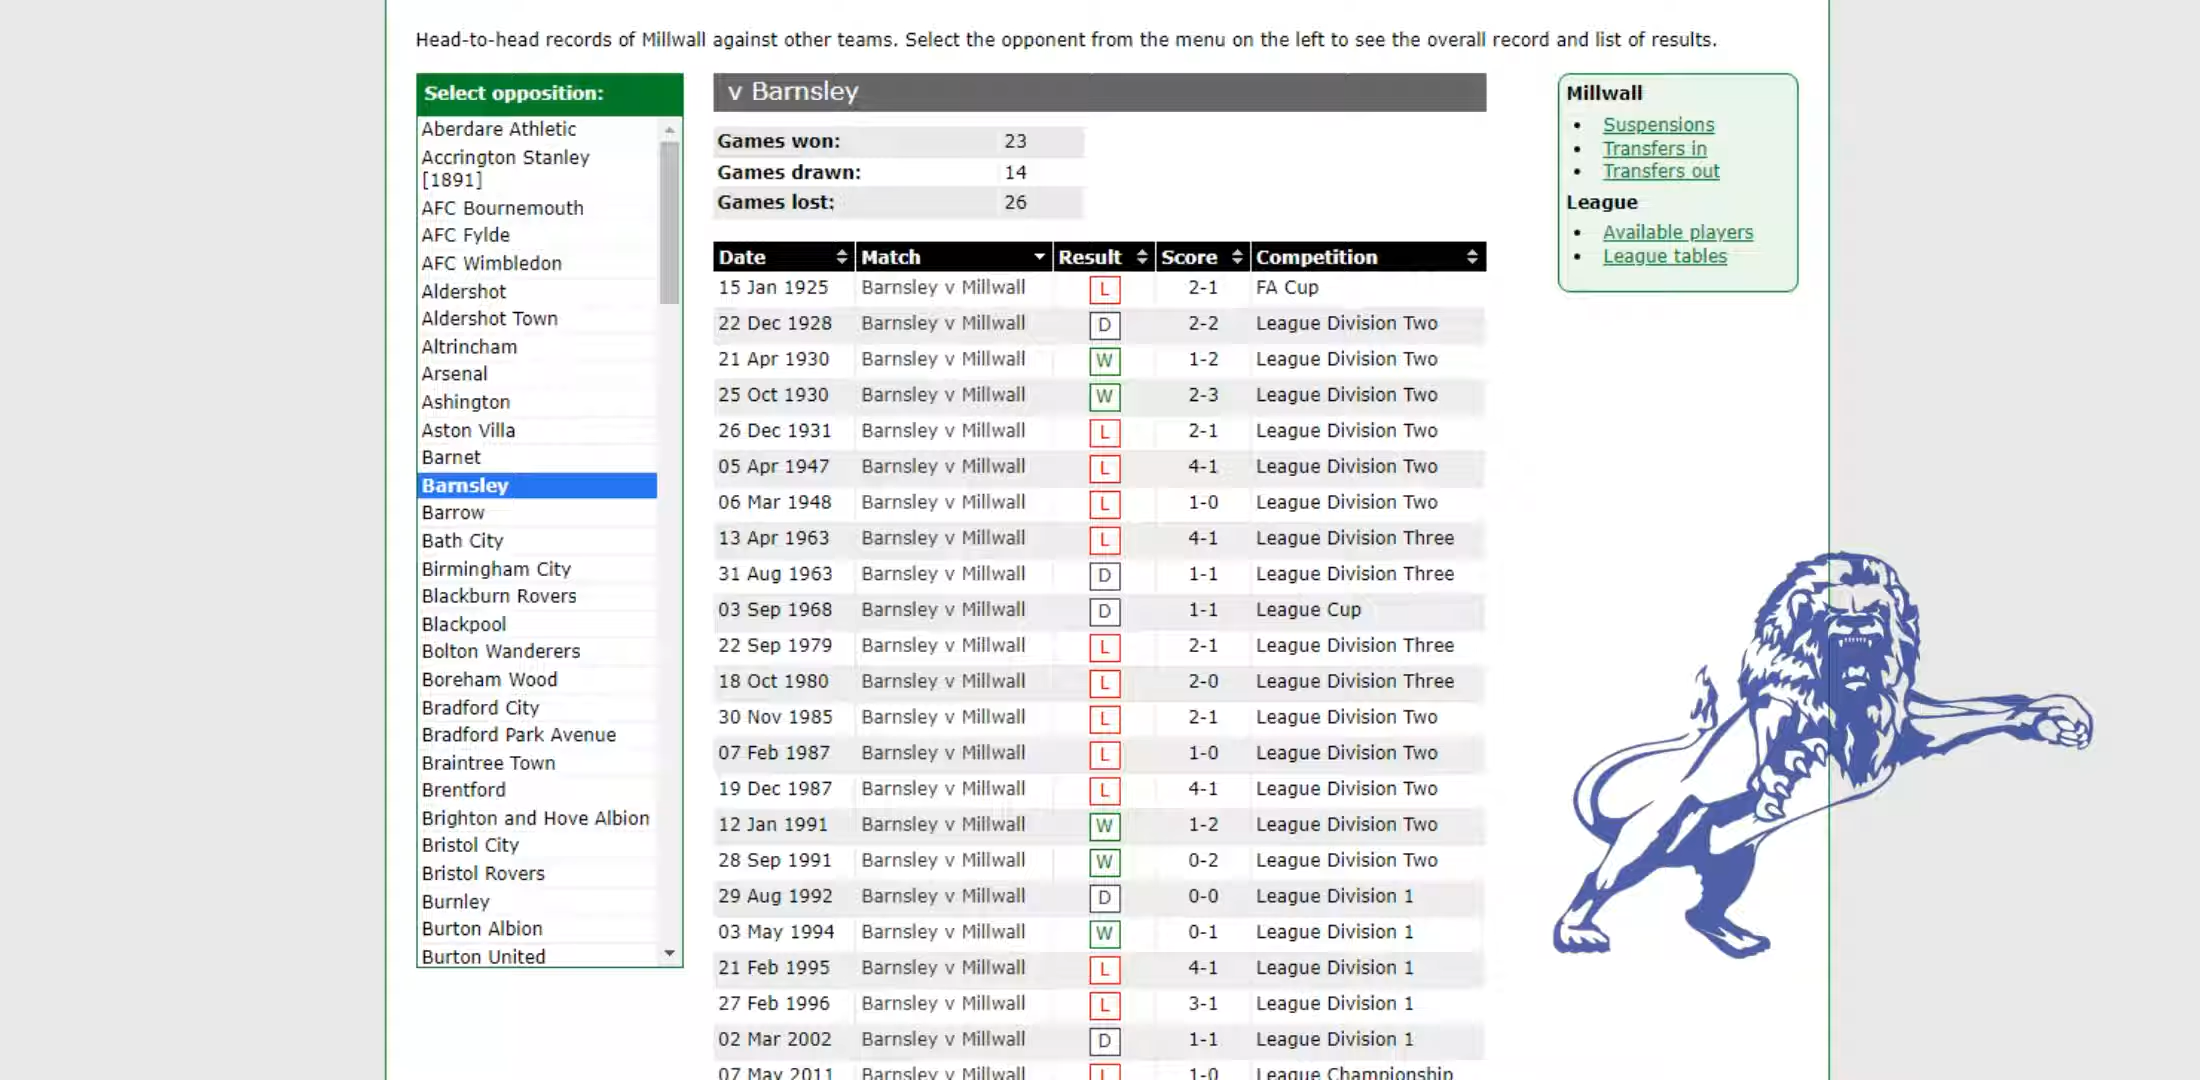 Head-to-head records of Millwall against other teams. Select the opponent from the menu on the left to see the overall record and list of results.
Select opposition:
Aberdare Athletic
Accrington Stanley
[1891]
AFC Bournemouth
AFC Fylde
AFC Wimbledon
Aldershot
Aldershot Town
Altrincham
Arsenal
Ashington
Aston Villa
Barnet
Barnsley
Barrow
Bath City
Birmingham City
Blackburn Rovers
Blackpool
Bolton Wanderers
Boreham Wood
Bradford City
Bradford Park Avenue
Braintree Town
Brentford
Brighton and Hove Albion
Bristol City
Bristol Rovers
Burnley
Burton Albion
Burton United
v Barnsley
Games won: 23
Games drawn: 14
Games lost: 26
Date Match Result Score Competition
15 Jan 1925 Barnsley v Millwall L 2-1 FA Cup
22 Dec 1928 Barnsley v Millwall D 2-2 League Division Two
21 Apr 1930 Barnsley v Millwall W 1-2 League Division Two
25 Oct 1930 Barnsley v Millwall W 2-3 League Division Two
26 Dec 1931 Barnsley v Millwall L 2-1 League Division Two
05 Apr 1947 Barnsley v Millwall L 4-1 League Division Two
06 Mar 1948 Barnsley v Millwall L 1-0 League Division Two
13 Apr 1963 Barnsley v Millwall L 4-1 League Division Three
31 Aug 1963 Barnsley v Millwall D 1-1 League Division Three
03 Sep 1968 Barnsley v Millwall D 1-1 League Cup
22 Sep 1979 Barnsley v Millwall L 2-1 League Division Three
18 Oct 1980 Barnsley v Millwall L 2-0 League Division Three
30 Nov 1985 Barnsley v Millwall L 2-1 League Division Two
07 Feb 1987 Barnsley v Millwall L 1-0 League Division Two
19 Dec 1987 Barnsley v Millwall L 4-1 League Division Two
12 Jan 1991 Barnsley v Millwall W 1-2 League Division Two
28 Sep 1991 Barnsley v Millwall W 0-2 League Division Two
29 Aug 1992 Barnsley v Millwall D 0-0 League Division 1
03 May 1994 Barnsley v Millwall W 0-1 League Division 1
21 Feb 1995 Barnsley v Millwall L 4-1 League Division 1
27 Feb 1996 Barnsley v Millwall L 3-1 League Division 1
02 Mar 2002 Barnsley v Millwall D 1-1 League Division 1
07 May 2011 Barnsley v Millwall L 1-0 League Championship
Millwall
Suspensions
Transfers in
Transfers out
League
Available players
League tables